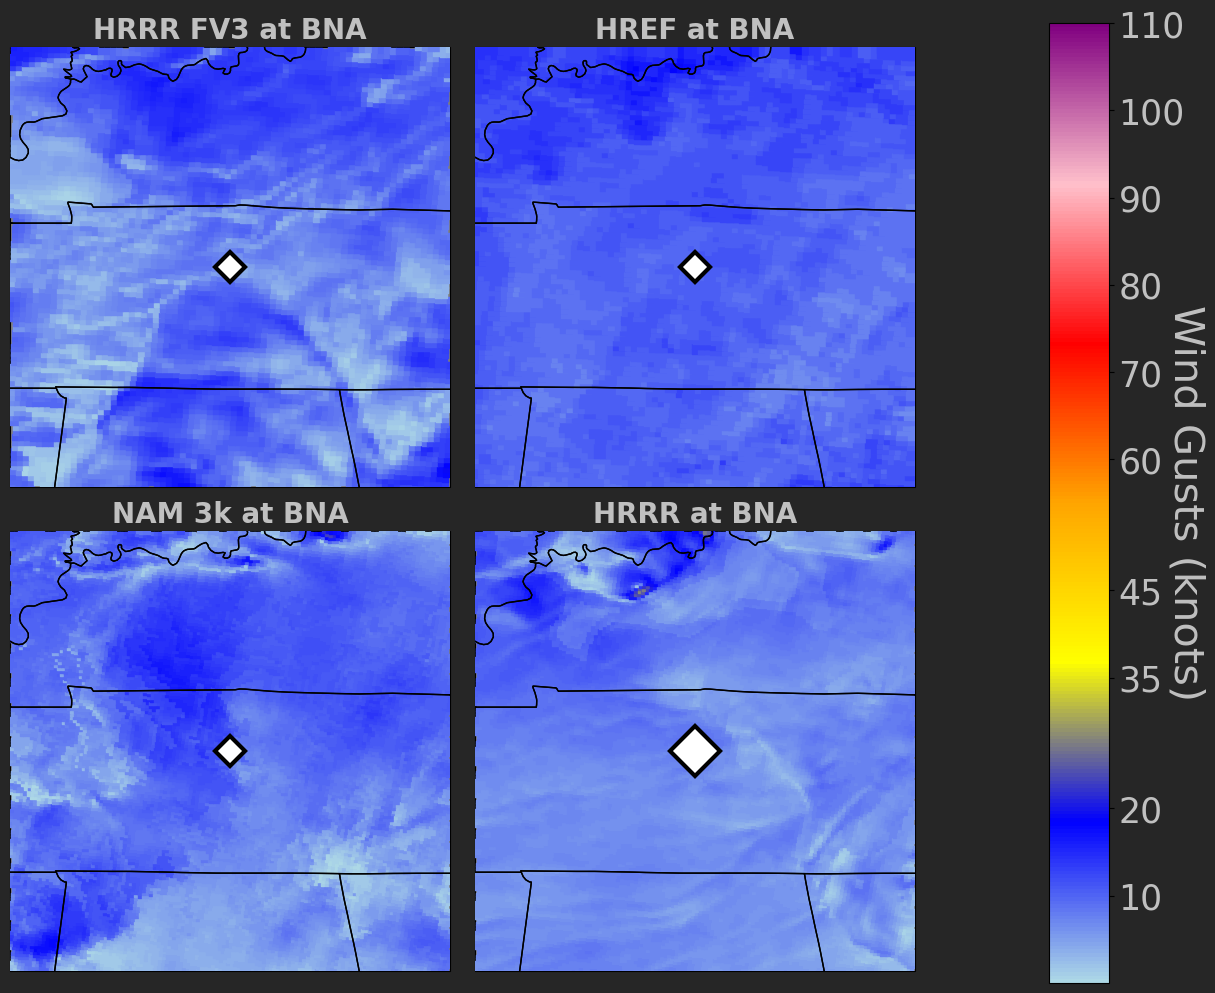 HRRR FV3 at BNA
HREF at BNA
NAM 3k at BNA
HRRR at BNA
110
100
90
80
70
60
45
35
20
10
Wind Gusts (knots)